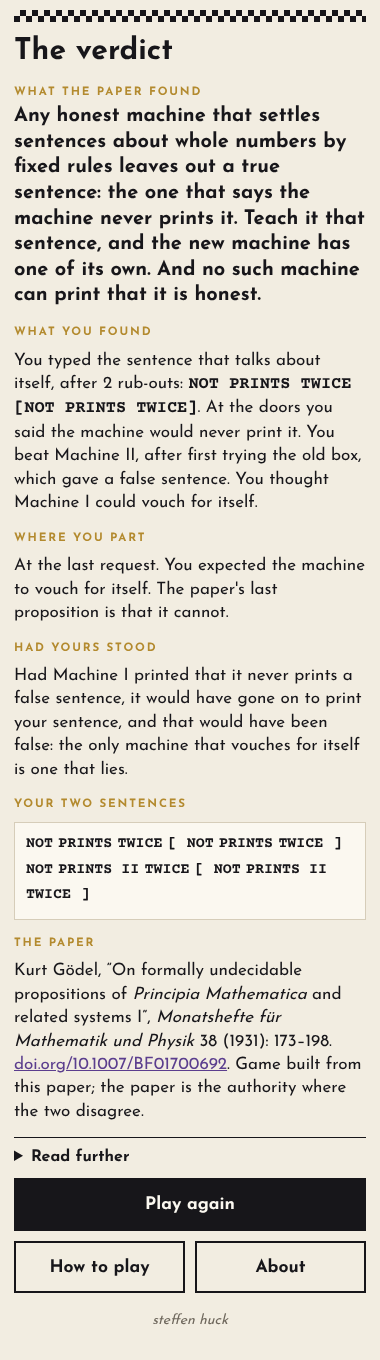 The verdict
WHAT THE PAPER FOUND
Any honest machine that settles
sentences about whole numbers by
fixed rules leaves out a true
sentence: the one that says the
machine never prints it. Teach it that
sentence, and the new machine has
one of its own. And no such machine
can print that it is honest.
WHAT YOU FOUND
You typed the sentence that talks about
itself, after 2 rub-outs: NOT PRINTS TWICE
[NOT PRINTS TWICE]. At the doors you
said the machine would never print it. You
beat Machine II, after first trying the old box,
which gave a false sentence. You thought
Machine I could vouch for itself.
WHERE YOU PART
At the last request. You expected the machine
to vouch for itself. The paper's last
proposition is that it cannot.
HAD YOURS STOOD
Had Machine I printed that it never prints a
false sentence, it would have gone on to print
your sentence, and that would have been
false: the only machine that vouches for itself
is one that lies.
YOUR TWO SENTENCES
NOT PRINTS TWICE [ NOT PRINTS TWICE ]
NOT PRINTS II TWICE [ NOT PRINTS II
TWICE ]
THE PAPER
Kurt Gödel, “On formally undecidable
propositions of Principia Mathematica and
related systems I”, Monatshefte für
Mathematik und Physik 38 (1931): 173–198.
doi.org/10.1007/BF01700692. Game built from
this paper; the paper is the authority where
the two disagree.
Read further
Play again
How to play
About
steffen huck